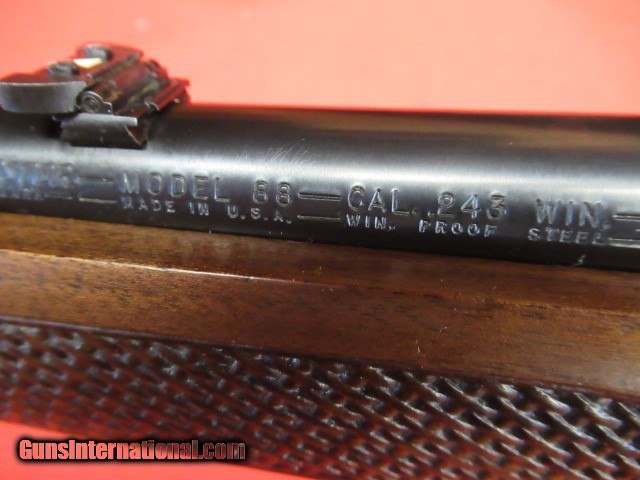 — MODEL 88 — CAL. .243 WIN. —
— MADE IN U.S.A. — WIN. PROOF STEEL —
GunsInternational.com